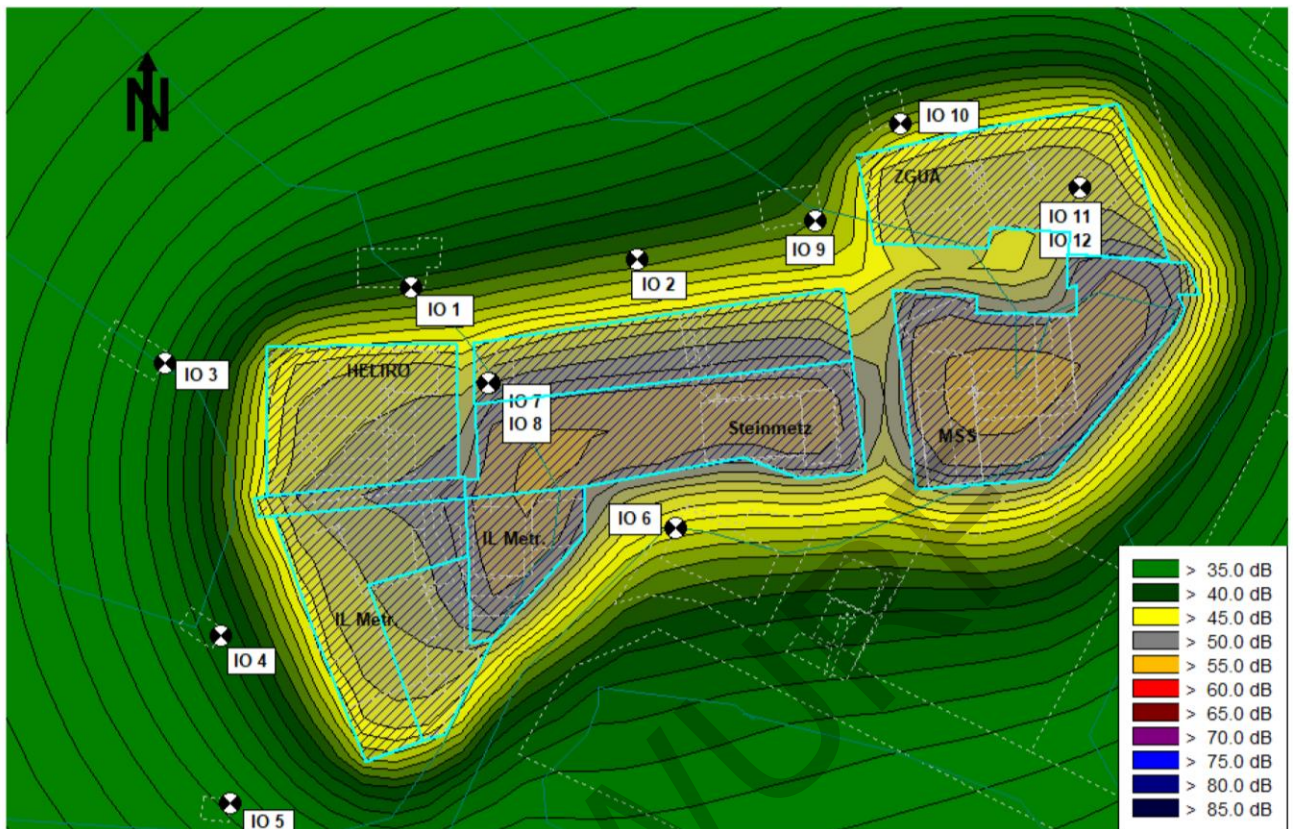 N
IO 10
ZGUA
IO 11
IO 12
IO 9
IO 2
IO 1
IO 3
HELIRO
IO 7
IO 8
Steinmetz
MSS
IO 6
IL Metr.
IL Metr.
IO 4
IO 5
> 35.0 dB
> 40.0 dB
> 45.0 dB
> 50.0 dB
> 55.0 dB
> 60.0 dB
> 65.0 dB
> 70.0 dB
> 75.0 dB
> 80.0 dB
> 85.0 dB
WURF